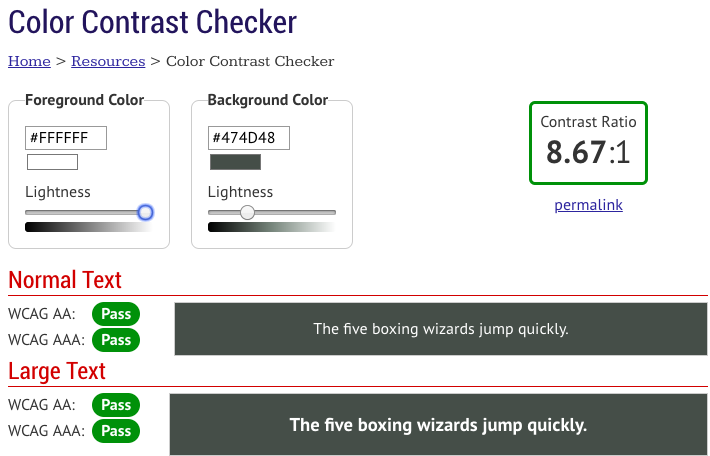 Color Contrast Checker
Home > Resources > Color Contrast Checker
Foreground Color
#FFFFFF
Lightness
Background Color
#474D48
Lightness
Contrast Ratio
8.67:1
permalink
Normal Text
WCAG AA: Pass
WCAG AAA: Pass
The five boxing wizards jump quickly.
Large Text
WCAG AA: Pass
WCAG AAA: Pass
The five boxing wizards jump quickly.